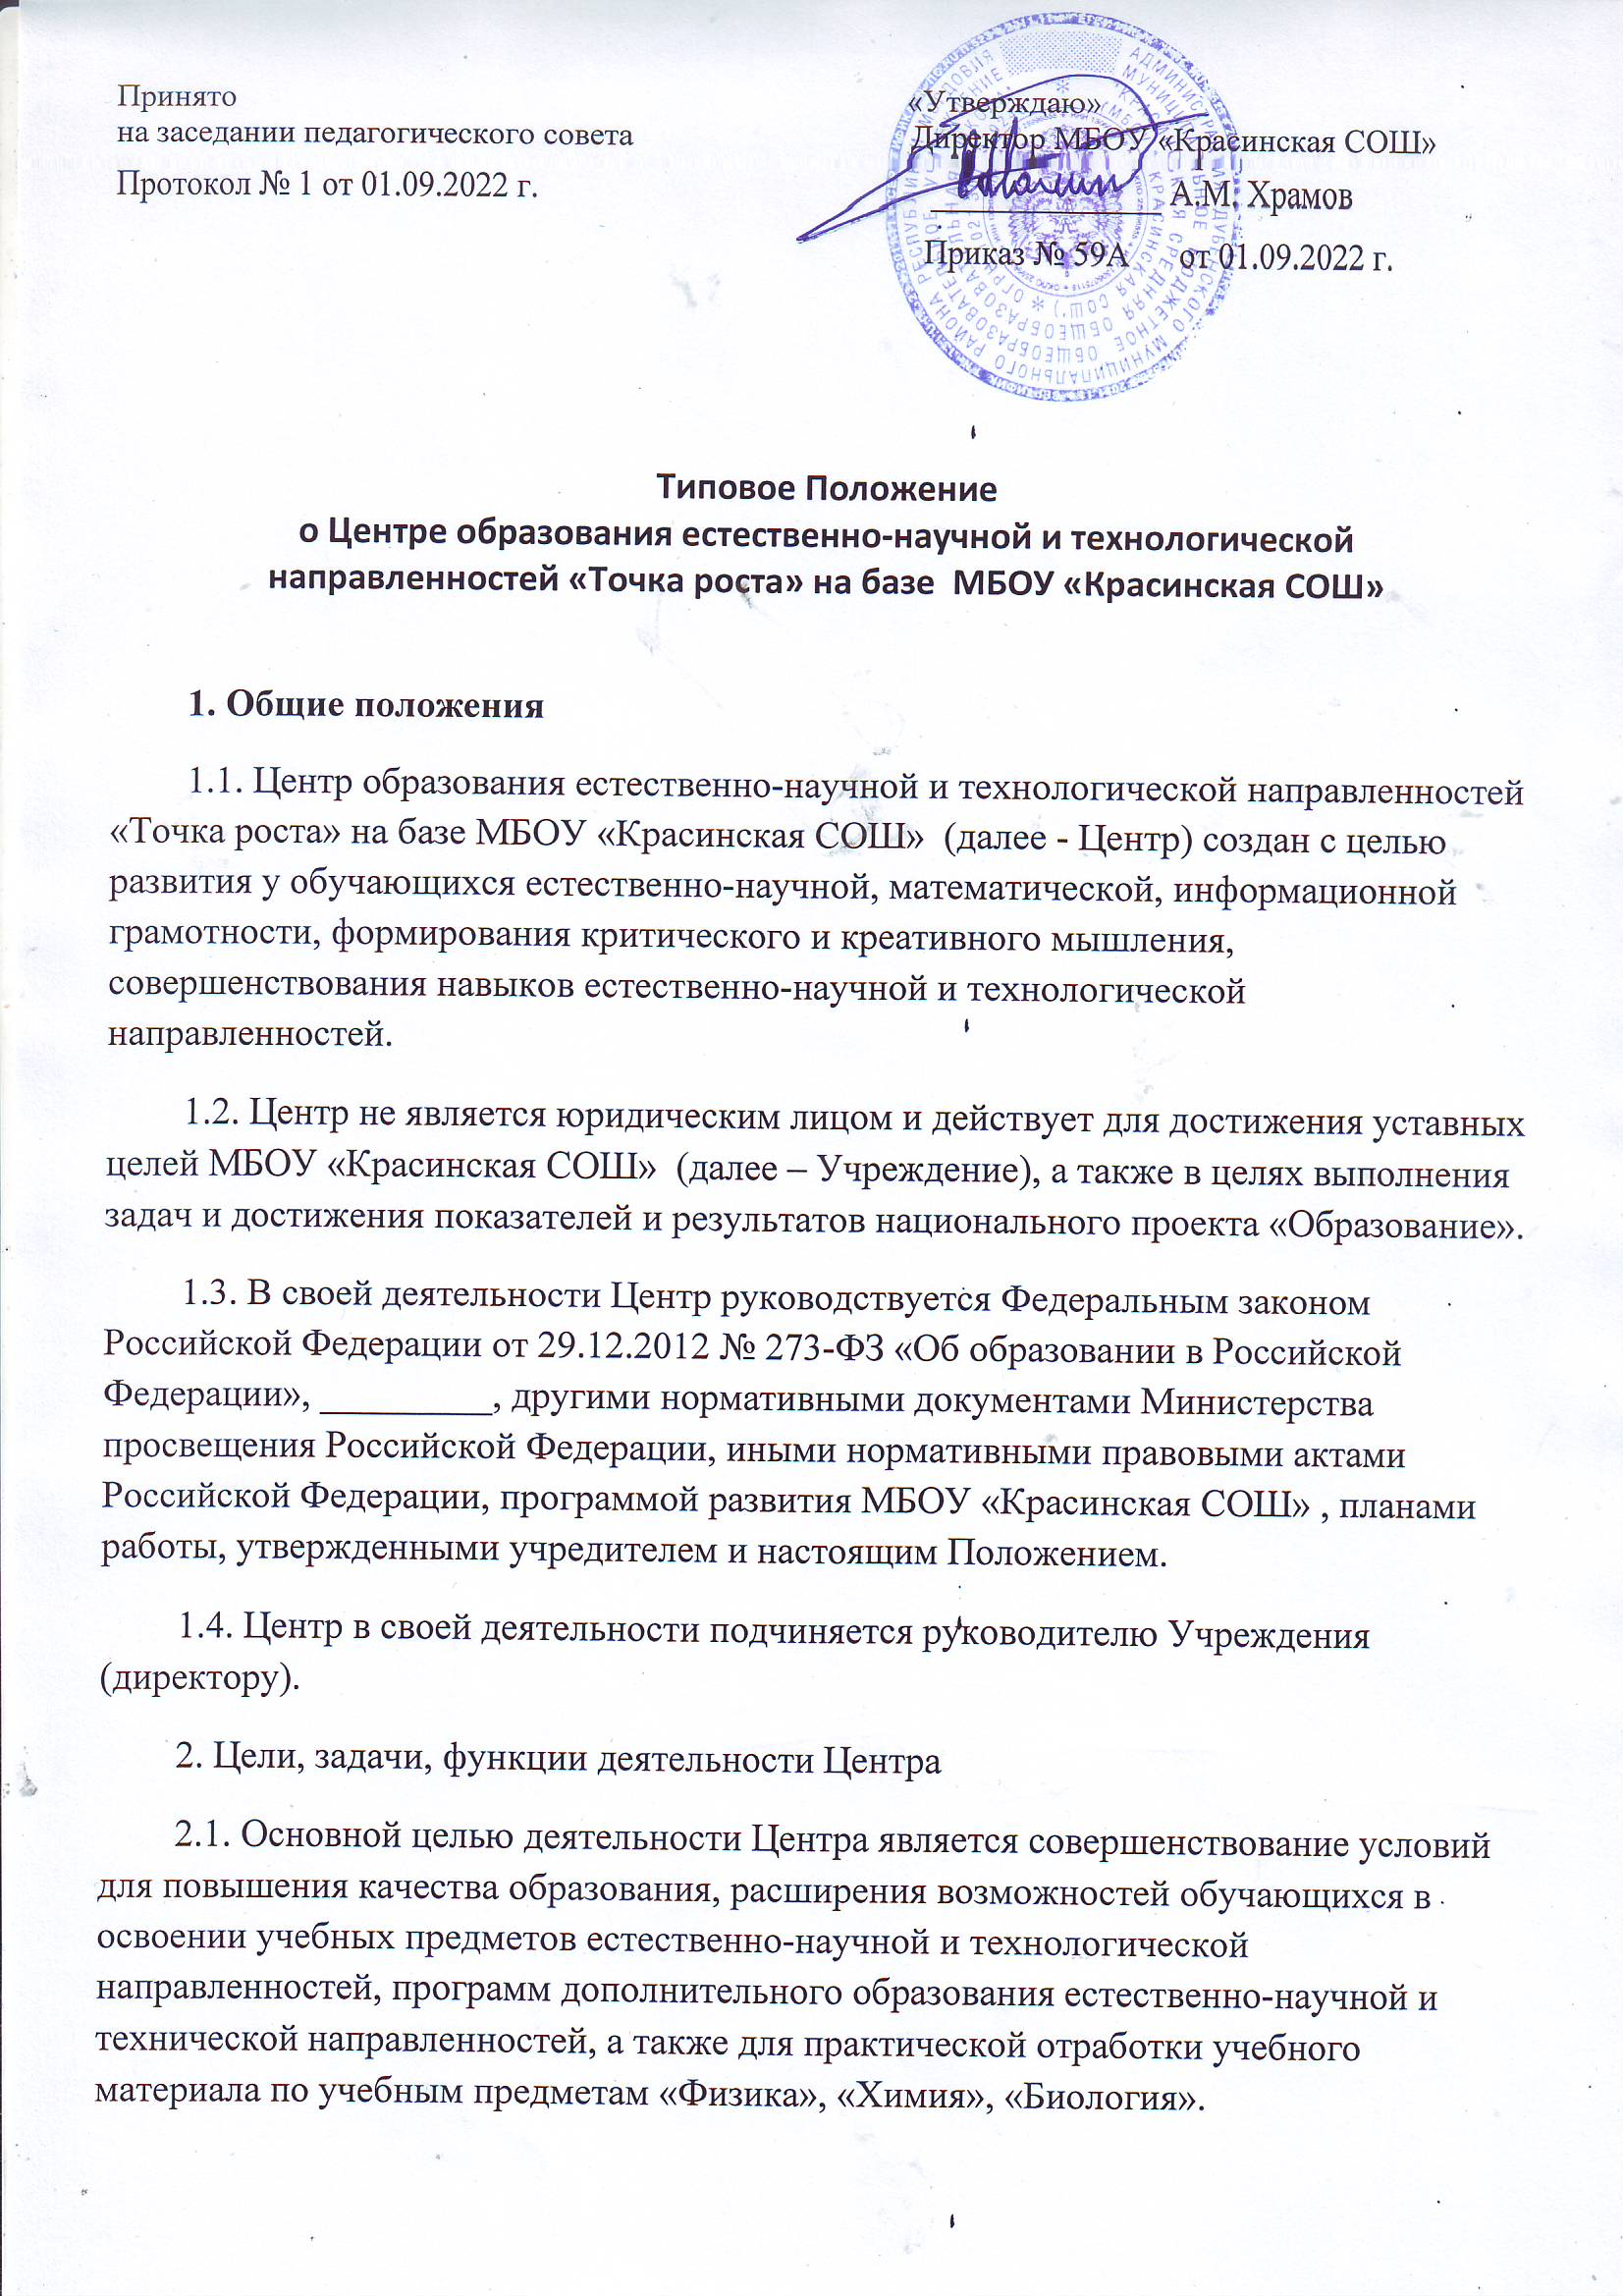 Принято
на заседании педагогического совета
Протокол № 1 от 01.09.2022 г.
«Утверждаю»
Директор МБОУ «Красинская СОШ»
А.М. Храмов
Приказ № 59А от 01.09.2022 г.
Типовое Положение
о Центре образования естественно-научной и технологической
направленностей «Точка роста» на базе МБОУ «Красинская СОШ»
1. Общие положения
1.1. Центр образования естественно-научной и технологической направленностей
«Точка роста» на базе МБОУ «Красинская СОШ» (далее - Центр) создан с целью
развития у обучающихся естественно-научной, математической, информационной
грамотности, формирования критического и креативного мышления,
совершенствования навыков естественно-научной и технологической
направленностей.
1.2. Центр не является юридическим лицом и действует для достижения уставных
целей МБОУ «Красинская СОШ» (далее – Учреждение), а также в целях выполнения
задач и достижения показателей и результатов национального проекта «Образование».
1.3. В своей деятельности Центр руководствуется Федеральным законом
Российской Федерации от 29.12.2012 № 273-ФЗ «Об образовании в Российской
Федерации», _________, другими нормативными документами Министерства
просвещения Российской Федерации, иными нормативными правовыми актами
Российской Федерации, программой развития МБОУ «Красинская СОШ» , планами
работы, утвержденными учредителем и настоящим Положением.
1.4. Центр в своей деятельности подчиняется руководителю Учреждения
(директору).
2. Цели, задачи, функции деятельности Центра
2.1. Основной целью деятельности Центра является совершенствование условий
для повышения качества образования, расширения возможностей обучающихся в
освоении учебных предметов естественно-научной и технологической
направленностей, программ дополнительного образования естественно-научной и
технической направленностей, а также для практической отработки учебного
материала по учебным предметам «Физика», «Химия», «Биология».